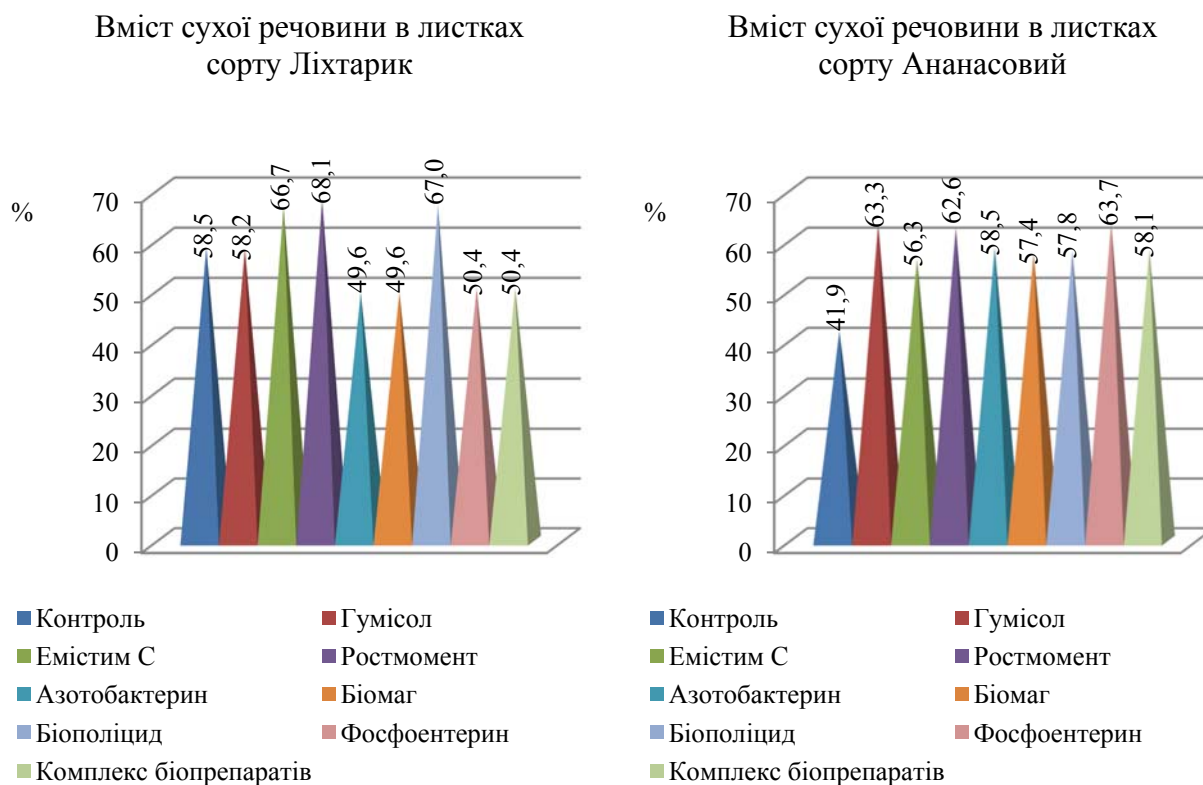 Вміст сухої речовини в листках
сорту Ліхтарик
%
70
60
50
40
30
20
10
0
58,5
58,2
66,7
68,1
49,6
49,6
67,0
50,4
50,4
Контроль
Гумісол
Емістим С
Ростмомент
Азотобактерин
Біомаг
Біополіцид
Фосфоентерин
Комплекс біопрепаратів
Вміст сухої речовини в листках
сорту Ананасовий
%
70
60
50
40
30
20
10
0
41,9
63,3
56,3
62,6
58,5
57,4
57,8
63,7
58,1
Контроль
Гумісол
Емістим С
Ростмомент
Азотобактерин
Біомаг
Біополіцид
Фосфоентерин
Комплекс біопрепаратів